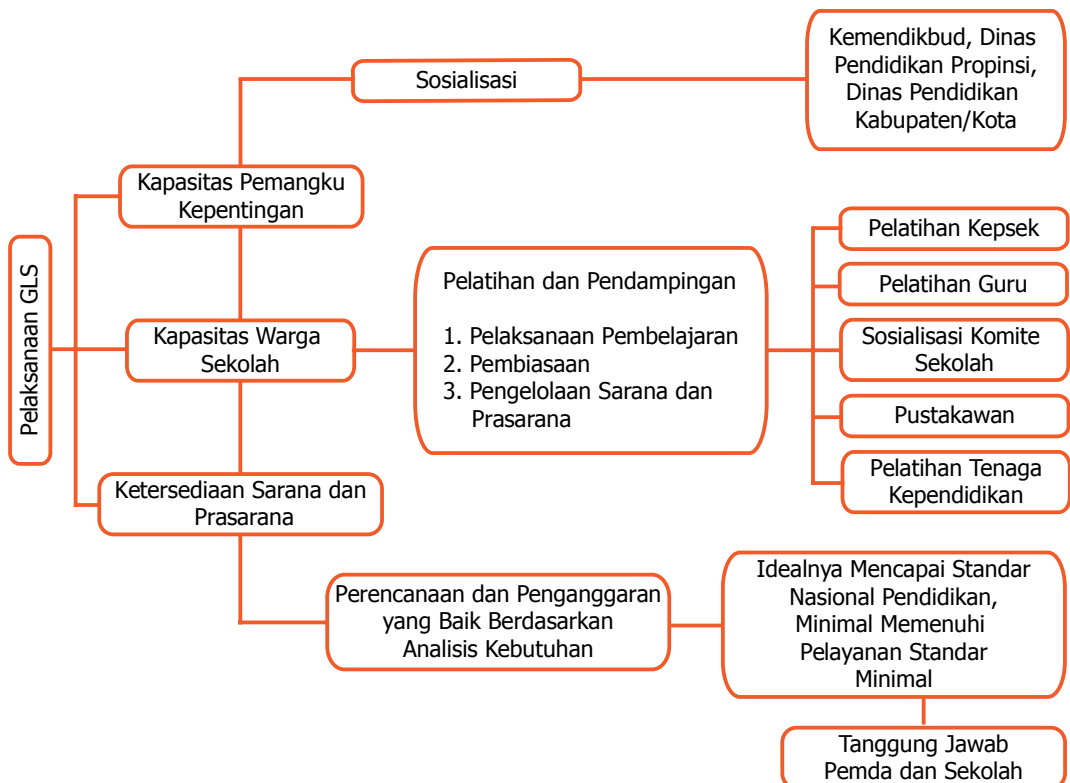 Pelaksanaan GLS
Kapasitas Pemangku
Kepentingan
Sosialisasi
Kemendikbud, Dinas
Pendidikan Propinsi,
Dinas Pendidikan
Kabupaten/Kota
Kapasitas Warga
Sekolah
Pelatihan dan Pendampingan
1. Pelaksanaan Pembelajaran
2. Pembiasaan
3. Pengelolaan Sarana dan
Prasarana
Pelatihan Kepsek
Pelatihan Guru
Sosialisasi Komite
Sekolah
Pustakawan
Pelatihan Tenaga
Kependidikan
Ketersediaan Sarana dan
Prasarana
Perencanaan dan Penganggaran
yang Baik Berdasarkan
Analisis Kebutuhan
Idealnya Mencapai Standar
Nasional Pendidikan,
Minimal Memenuhi
Pelayanan Standar
Minimal
Tanggung Jawab
Pemda dan Sekolah